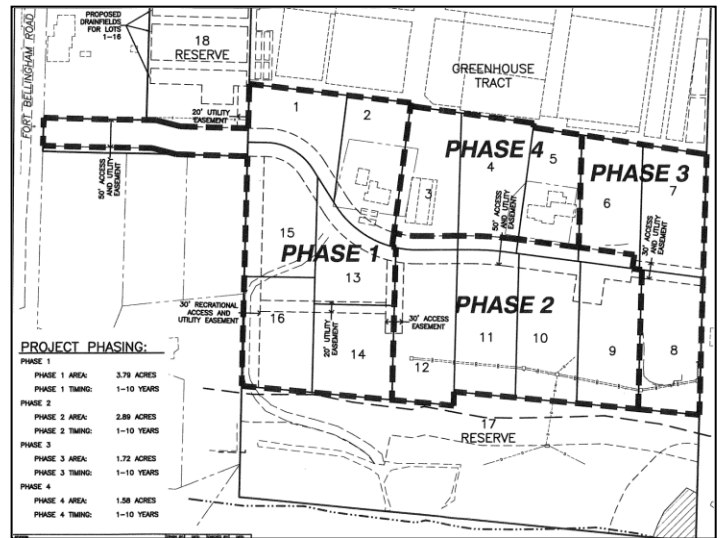 PROPOSED
DRAINFIELDS
FOR LOTS
1-16
18
RESERVE
FORT BELLINGHAM ROAD
20' UTILITY
EASEMENT
GREENHOUSE
TRACT
1
2
3
PHASE 4
4
5
PHASE 3
6
7
50' ACCESS
AND UTILITY
EASEMENT
50' ACCESS
AND UTILITY
EASEMENT
30' ACCESS
AND UTILITY
EASEMENT
15
PHASE 1
13
30' RECREATIONAL
ACCESS AND
UTILITY EASEMENT
16
20' UTILITY
EASEMENT
14
30' ACCESS
EASEMENT
PHASE 2
12
11
10
9
8
17
RESERVE
PROJECT PHASING:
PHASE 1
PHASE 1 AREA: 3.79 ACRES
PHASE 1 TIMING: 1-10 YEARS
PHASE 2
PHASE 2 AREA: 2.89 ACRES
PHASE 2 TIMING: 1-10 YEARS
PHASE 3
PHASE 3 AREA: 1.72 ACRES
PHASE 3 TIMING: 1-10 YEARS
PHASE 4
PHASE 4 AREA: 1.58 ACRES
PHASE 4 TIMING: 1-10 YEARS